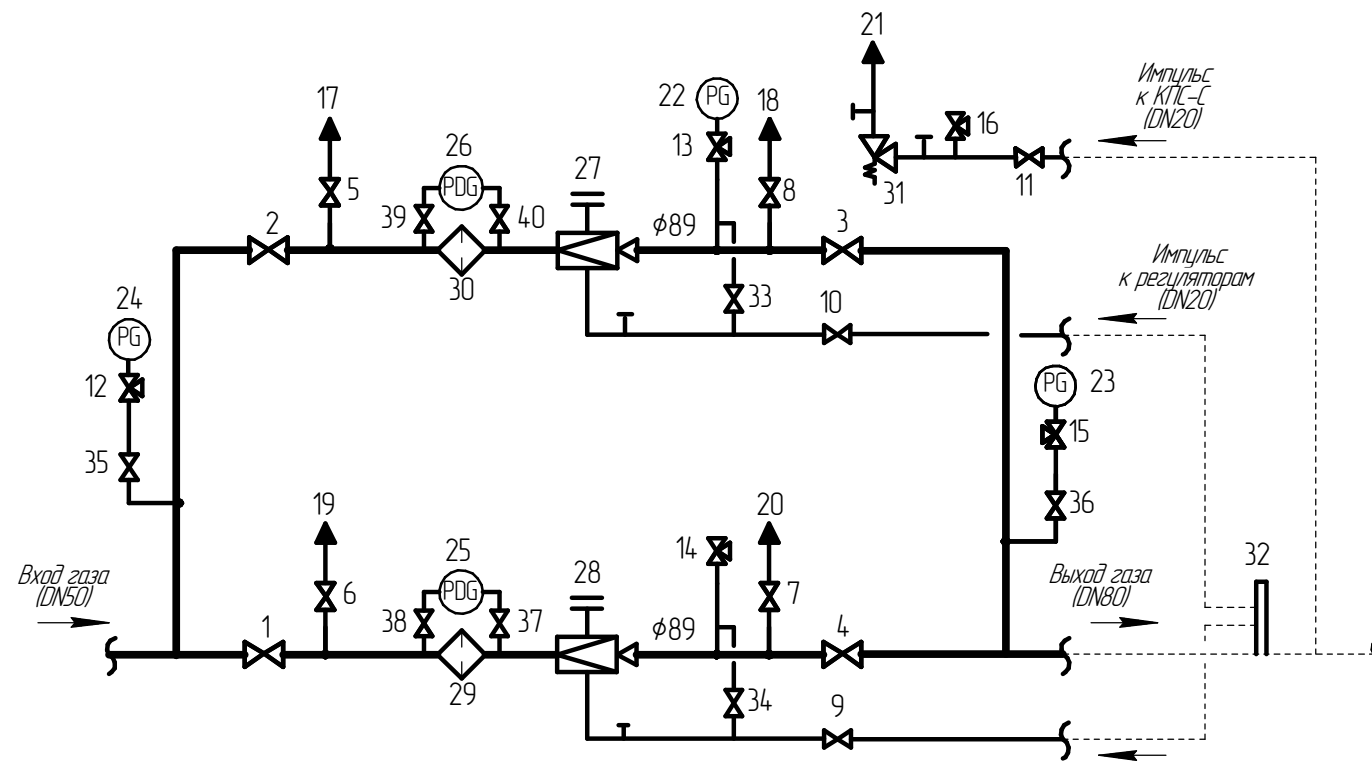 21
Импульс
к КПС-С
(DN20)
17
22
PG
18
16
26
13
27
PDG
5
8
31
11
39
40
2
ϕ89
3
Импульс
к регуляторам
(DN20)
30
33
10
24
PG
12
PG
23
15
35
36
19
20
25
14
32
Вход газа
(DN50)
28
Выход газа
(DN80)
PDG
6
7
1
38
37
ϕ89
4
29
34
9